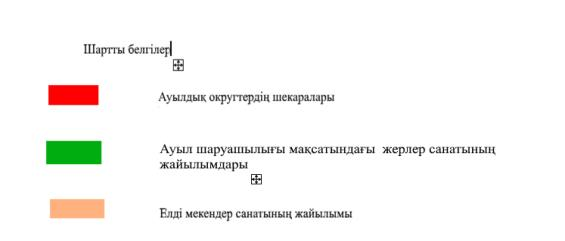 Шартты белгілер
Ауылдық округтердің шекаралары
Ауыл шаруашылығы мақсатындағы жерлер санатының
жайылымдары
Елді мекендер санатының жайылымы